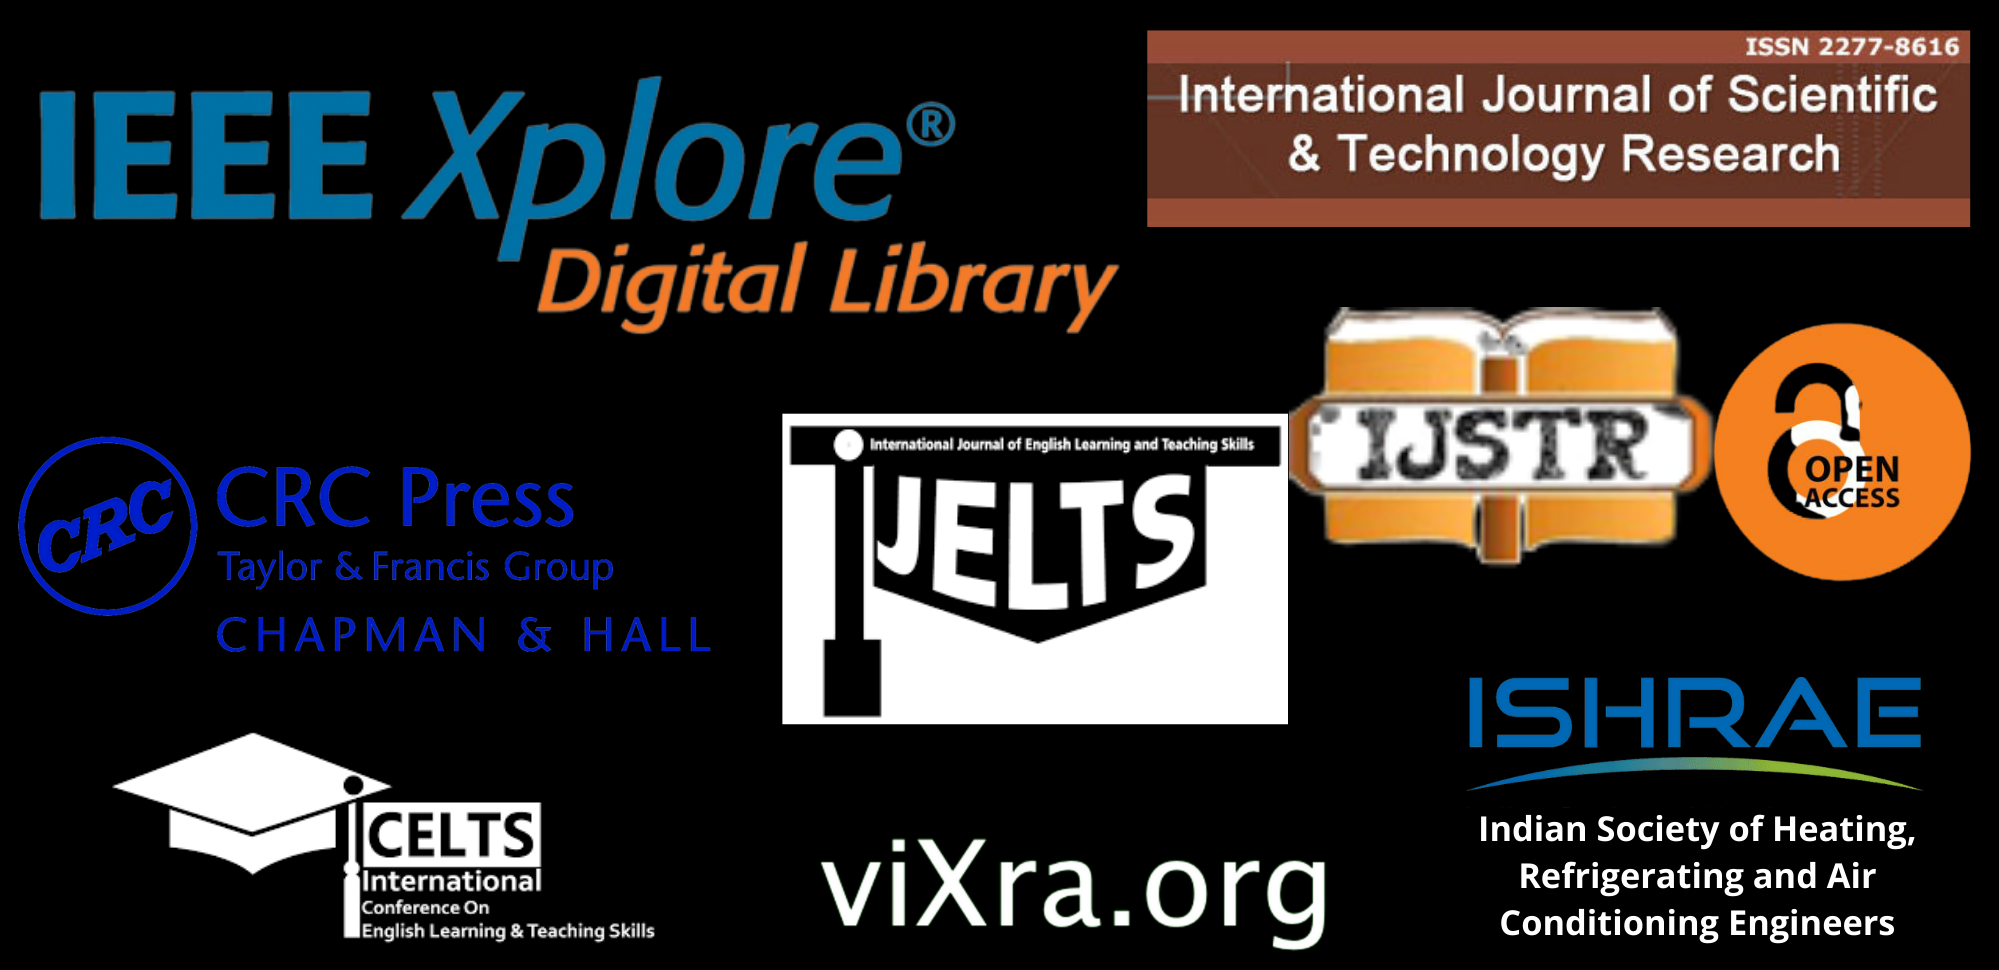 IEEE Xplore®
Digital Library
ISSN 2277-8616
International Journal of Scientific
& Technology Research
IJSTR
OPEN
ACCESS
CRC
CRC Press
Taylor & Francis Group
CHAPMAN & HALL
International Journal of English Learning and Teaching Skills
IJELTS
ICELTS
International
Conference On
English Learning & Teaching Skills
viXra.org
ISHRAE
Indian Society of Heating,
Refrigerating and Air
Conditioning Engineers